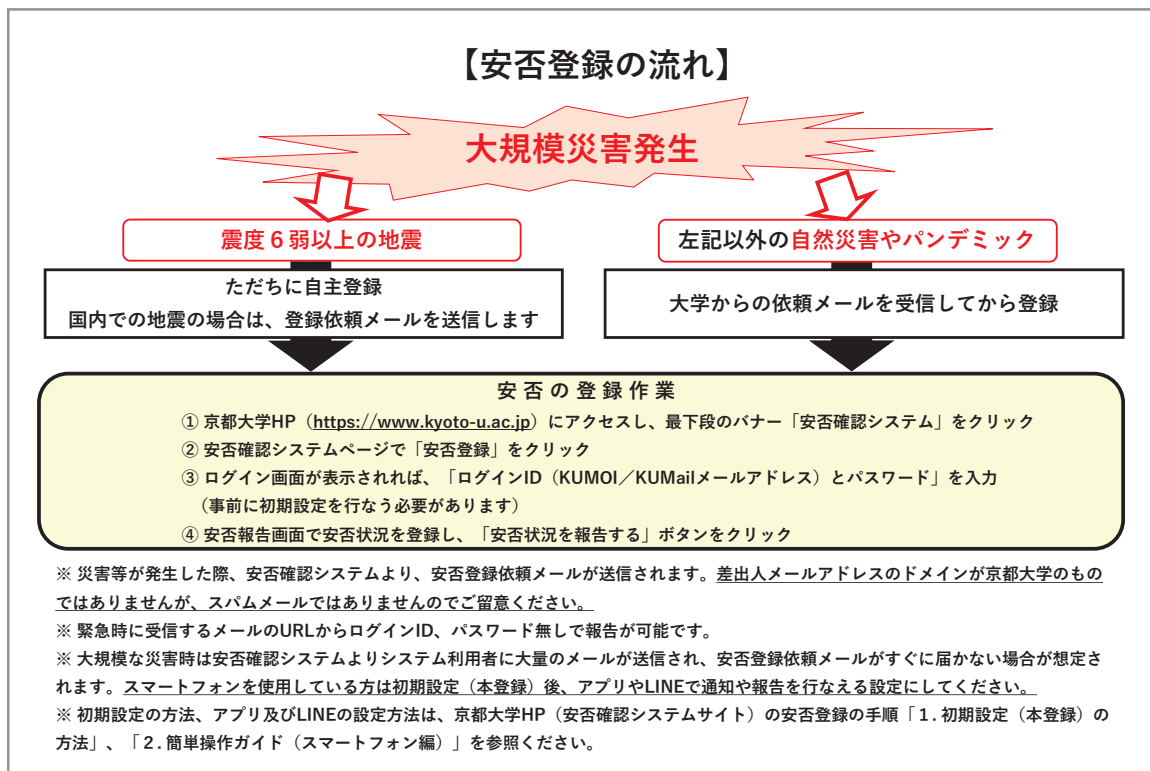 【安否登録の流れ】
大規模災害発生
震度６弱以上の地震
ただちに自主登録
国内での地震の場合は、登録依頼メールを送信します
左記以外の自然災害やパンデミック
大学からの依頼メールを受信してから登録
安否の登録作業
① 京都大学HP（https://www.kyoto-u.ac.jp）にアクセスし、最下段のバナー「安否確認システム」をクリック
② 安否確認システムページで「安否登録」をクリック
③ ログイン画面が表示されれば、「ログインID（KUMOI／KUMailメールアドレス）とパスワード」を入力
（事前に初期設定を行なう必要があります）
④ 安否報告画面で安否状況を登録し、「安否状況を報告する」ボタンをクリック
※ 災害等が発生した際、安否確認システムより、安否登録依頼メールが送信されます。差出人メールアドレスのドメインが京都大学のもの
ではありませんが、スパムメールではありませんのでご留意ください。
※ 緊急時に受信するメールのURLからログインID、パスワード無しで報告が可能です。
※ 大規模な災害時は安否確認システムよりシステム利用者に大量のメールが送信され、安否登録依頼メールがすぐに届かない場合が想定さ
れます。スマートフォンを使用している方は初期設定（本登録）後、アプリやLINEで通知や報告を行なえる設定にしてください。
※ 初期設定の方法、アプリ及びLINEの設定方法は、京都大学HP（安否確認システムサイト）の安否登録の手順「１. 初期設定（本登録）の
方法」、「２. 簡単操作ガイド（スマートフォン編）」を参照ください。